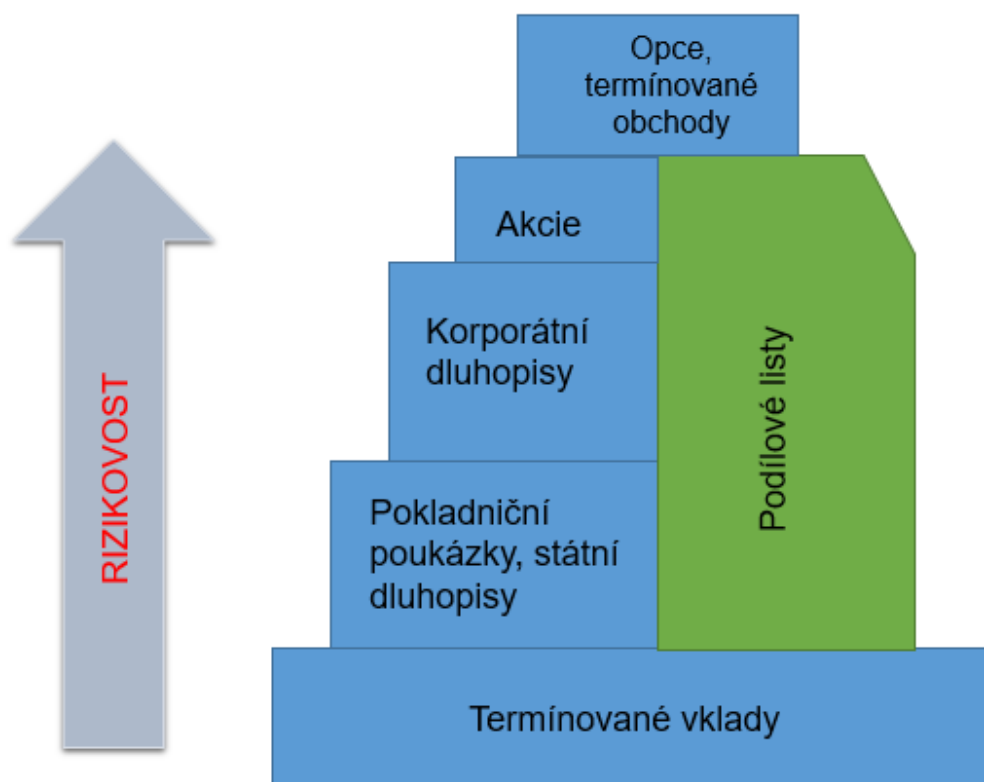 Opce,
termínované
obchody
Akcie
Korporátní
dluhopisy
Pokladniční
poukázky, státní
dluhopisy
Podílové listy
Termínované vklady
RIZIKOVOST